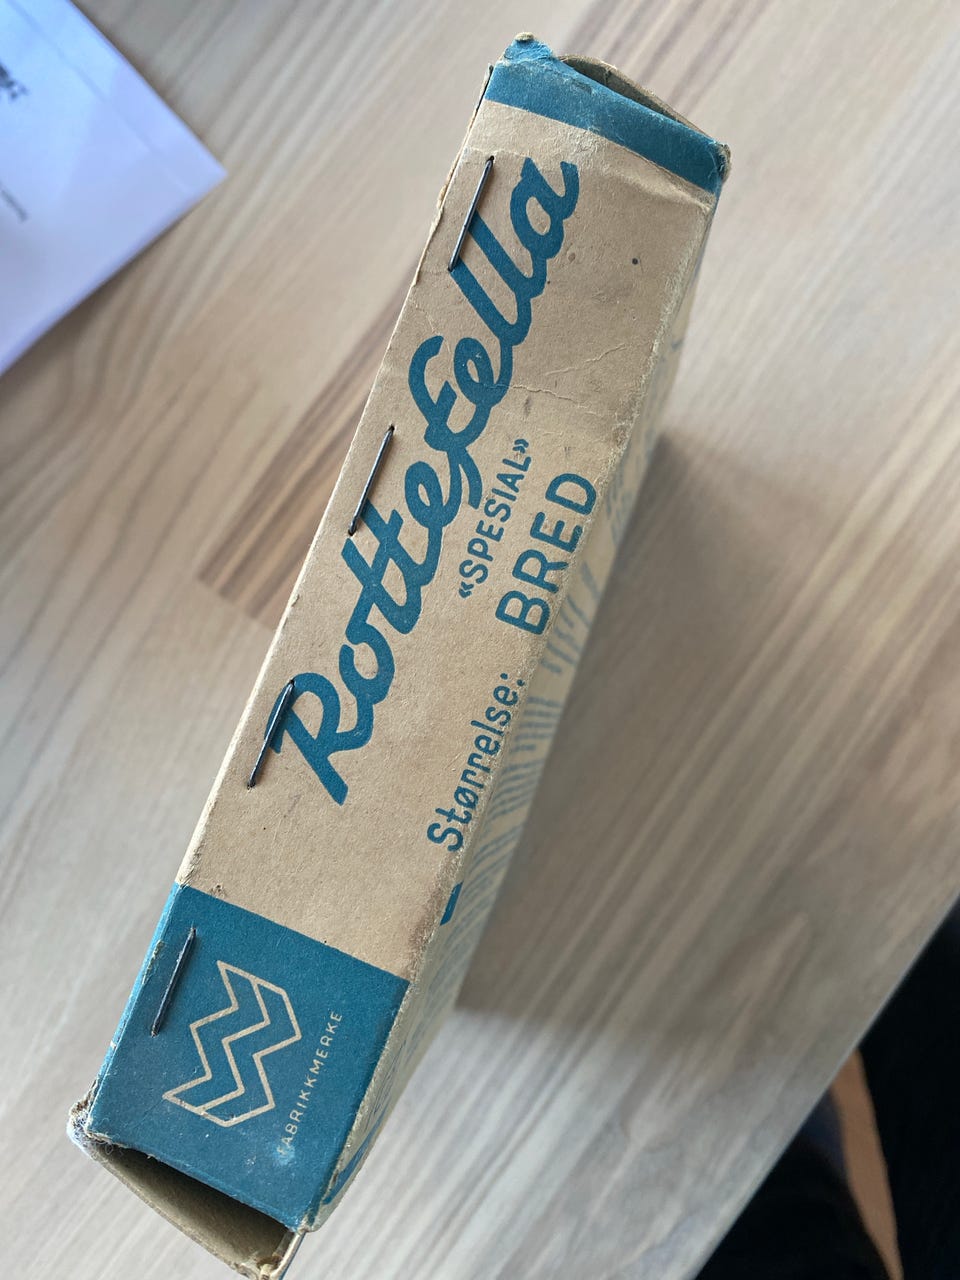 Rottefella
«SPESIAL»
Størrelse: BRED
FABRIKKMERKE